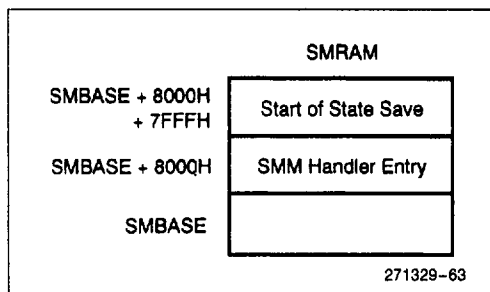 SMRAM
SMBASE + 8000H
+ 7FFFH
Start of State Save
SMBASE + 8000H
SMM Handler Entry
SMBASE
271329-63